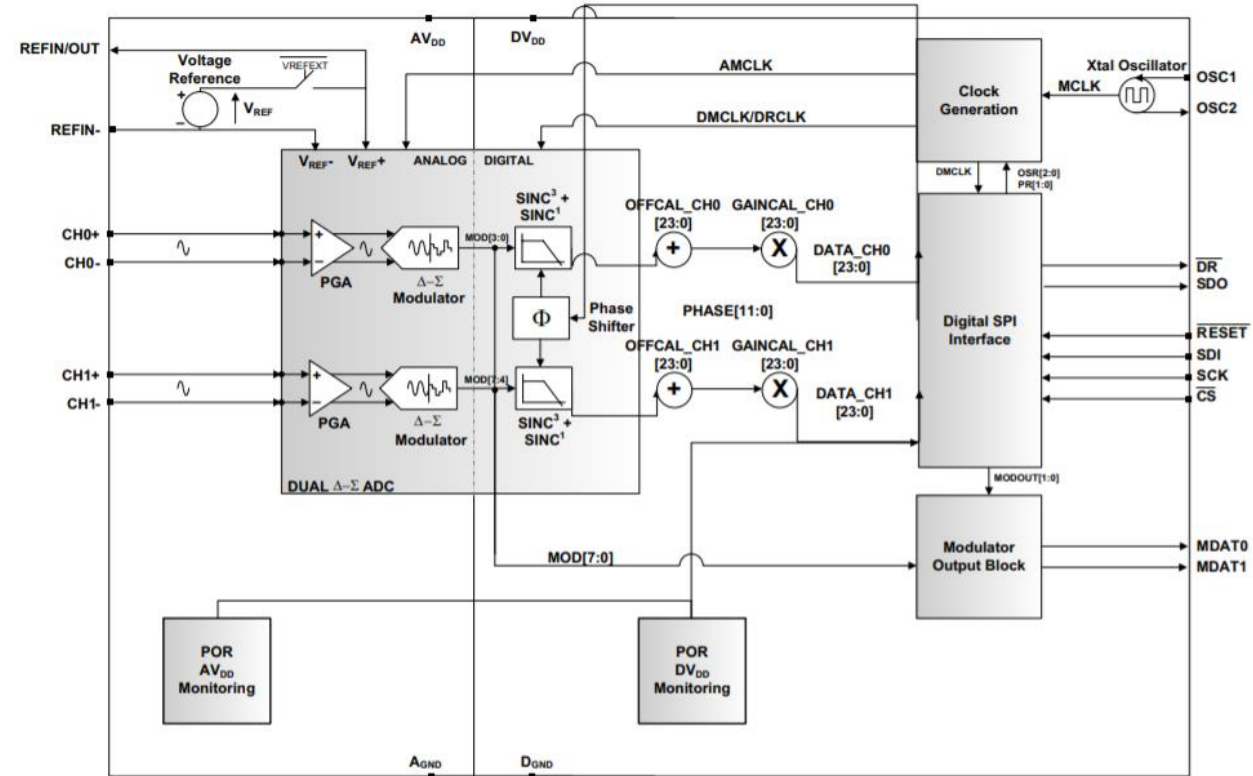 AVDD
DVDD
REFIN/OUT
Voltage
Reference
VREFEXT
+
VREF
−
REFIN-
AMCLK
DMCLK/DRCLK
Clock
Generation
Xtal Oscillator
MCLK
OSC1
OSC2
VREF-
VREF+
ANALOG
DIGITAL
DMCLK
OSR[2:0]
PR[1:0]
SINC3 +
SINC1
OFFCAL_CH0
[23:0]
GAINCAL_CH0
[23:0]
CH0+
CH0-
+
−
PGA
Δ−Σ
Modulator
MOD[3:0]
+
X
DATA_CH0
[23:0]
Φ
Phase
Shifter
PHASE[11:0]
Digital SPI
Interface
DR
SDO
RESET
SDI
SCK
CS
CH1+
CH1-
+
−
PGA
Δ−Σ
Modulator
MOD[7:4]
SINC3 +
SINC1
OFFCAL_CH1
[23:0]
GAINCAL_CH1
[23:0]
+
X
DATA_CH1
[23:0]
DUAL Δ−Σ ADC
MODOUT[1:0]
MOD[7:0]
Modulator
Output Block
MDAT0
MDAT1
POR
AVDD
Monitoring
POR
DVDD
Monitoring
AGND
DGND